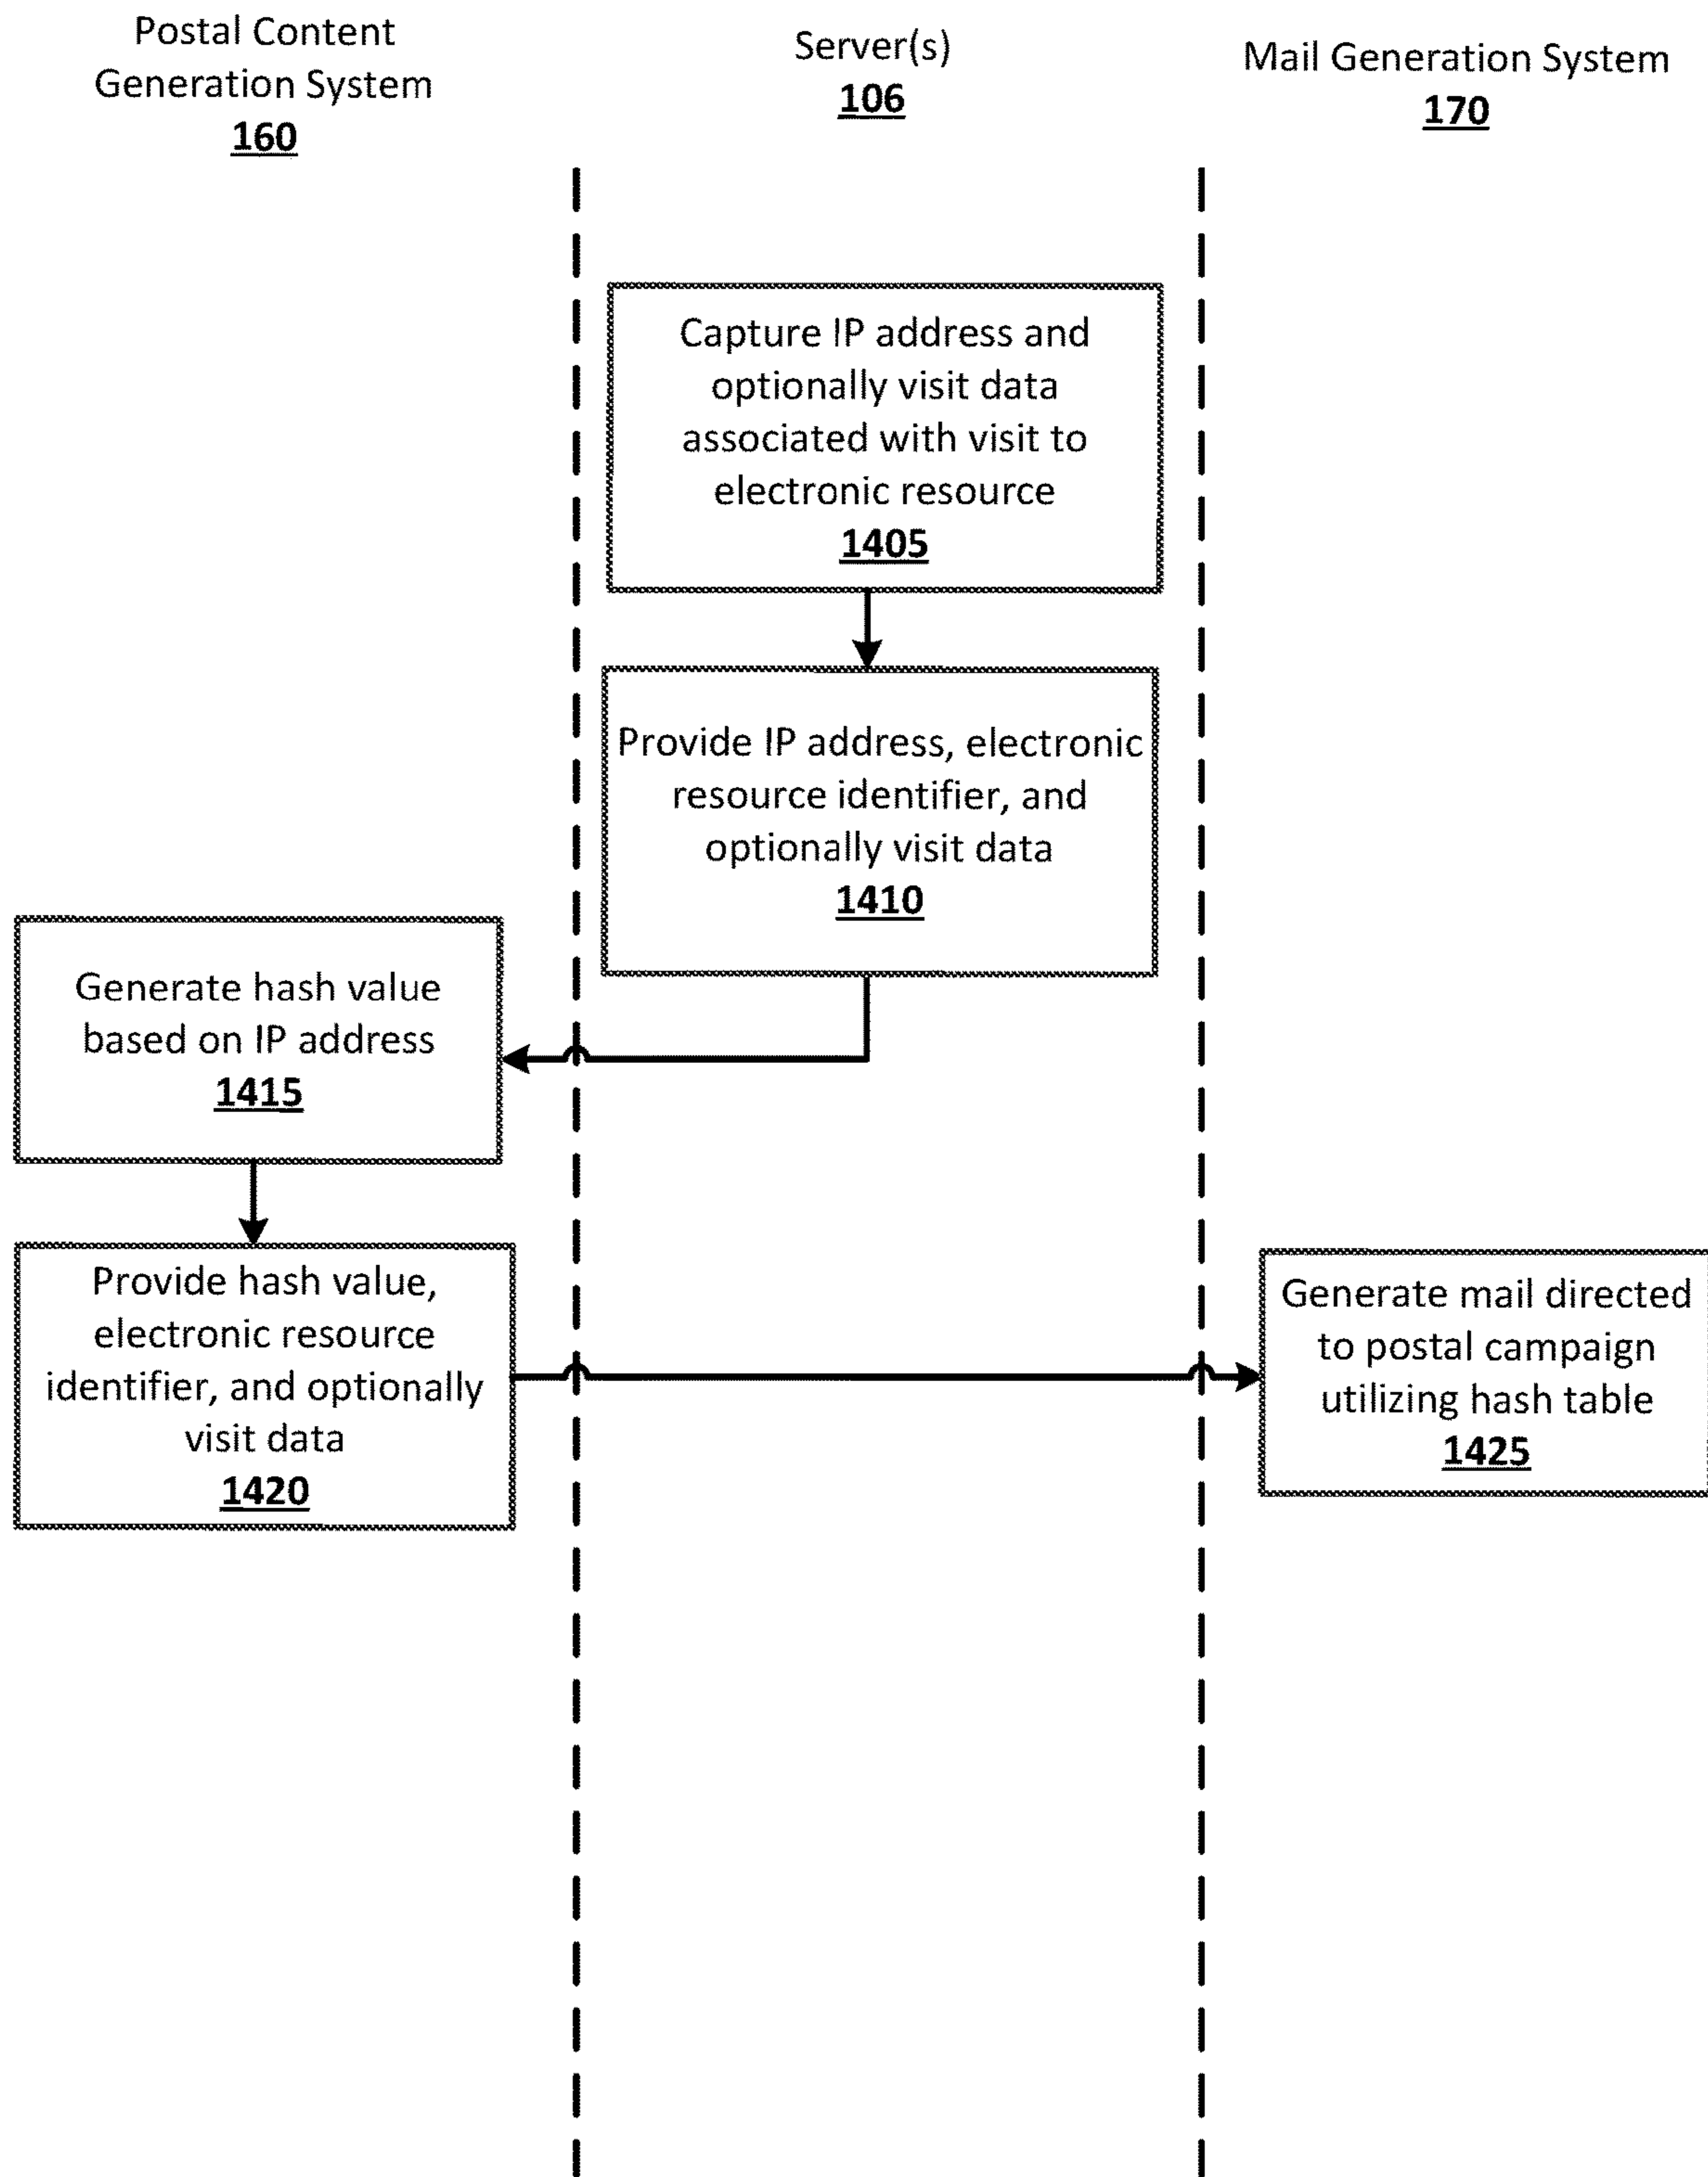 Postal Content
Generation System
160
Server(s)
106
Mail Generation System
170
Capture IP address and
optionally visit data
associated with visit to
electronic resource
1405
Provide IP address, electronic
resource identifier, and
optionally visit data
1410
Generate hash value
based on IP address
1415
Provide hash value,
electronic resource
identifier, and optionally
visit data
1420
Generate mail directed
to postal campaign
utilizing hash table
1425